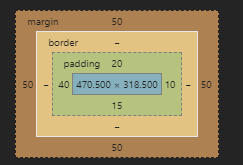 margin 50
border –
padding 20
50 – 40 470.500 × 318.500 10 – 50
15
–
50